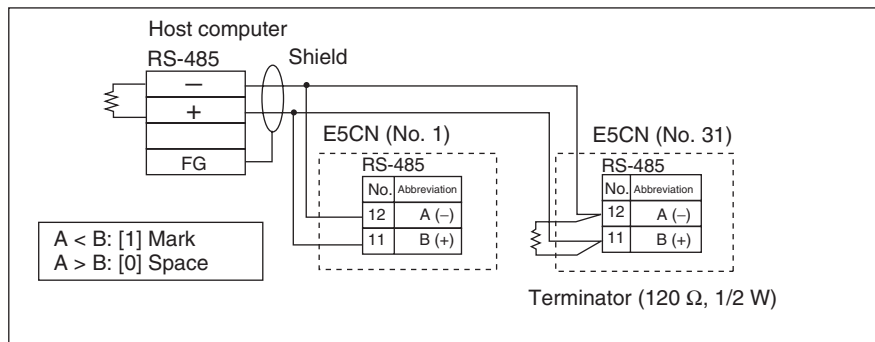 Host computer
RS-485
Shield
−
+
FG
E5CN (No. 1)
RS-485
No. Abbreviation
12 A (−)
11 B (+)
E5CN (No. 31)
RS-485
No. Abbreviation
12 A (−)
11 B (+)
A < B: [1] Mark
A > B: [0] Space
Terminator (120 Ω, 1/2 W)